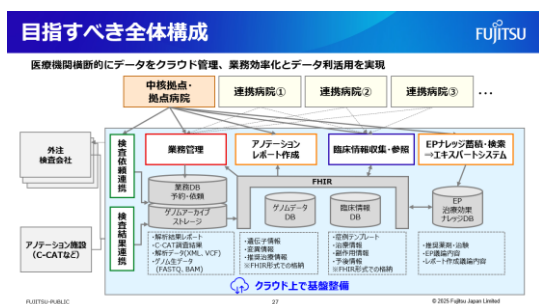 目指すべき全体構成
FUJITSU
医療機関横断的にデータをクラウド管理、業務効率化とデータ利活用を実現
中核拠点・
拠点病院
連携病院①
連携病院②
連携病院③
…
外注
検査会社
検査依頼連携
業務管理
アノテーション
レポート作成
臨床情報収集・参照
EPナレッジ蓄積・検索
⇒エキスパートシステム
業務DB
予約・依頼
ゲノムアーカイブ
ストレージ
FHIR
ゲノムデータ
DB
臨床情報
DB
EP
治療効果
ナレッジDB
アノテーション施設
(C-CATなど)
検査結果連携
・解析結果レポート
・C-CAT調査結果
・解析データ(XML, VCF)
・ゲノム生データ
(FASTQ, BAM)
・遺伝子情報
・変異情報
・推奨治療情報
※FHIR形式での格納
・症例テンプレート
・治療情報
・副作用情報
・予後情報
※FHIR形式での格納
・推奨薬剤・治験
・EP議論内容
・レポート作成議論内容
クラウド上で基盤整備
FUJITSU-PUBLIC
27
© 2025 Fujitsu Japan Limited